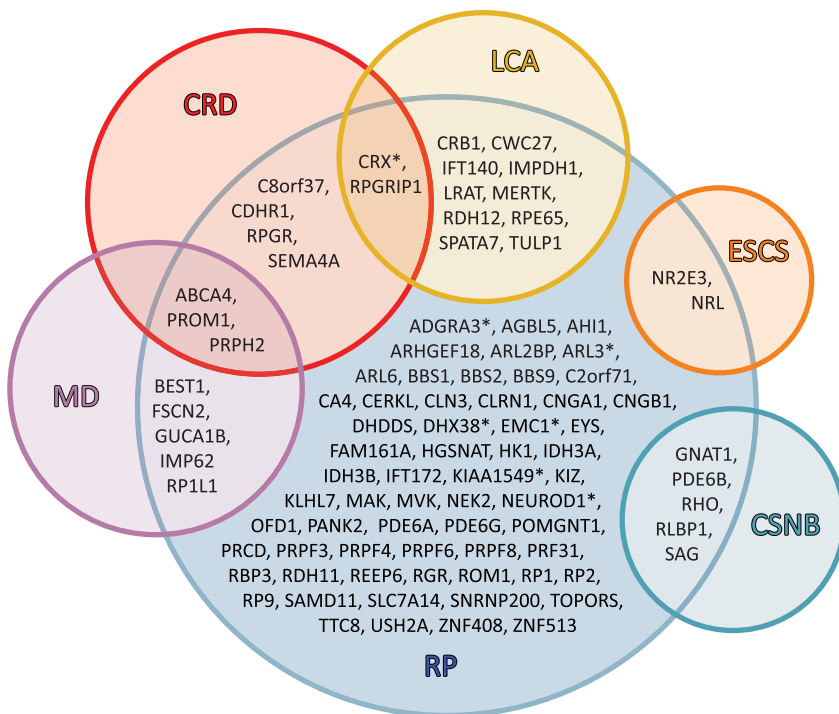 LCA
CRD
CRB1, CWC27,
IFT140, IMPDH1,
LRAT, MERTK,
RDH12, RPE65,
SPATA7, TULP1
CRX*,
RPGRIP1
C8orf37,
CDHR1,
RPGR,
SEMA4A
ESCS
NR2E3,
NRL
ABCA4,
PROM1,
PRPH2
MD
BEST1,
FSCN2,
GUCA1B,
IMP62
RP1L1
ADGRA3*, AGBL5, AHI1,
ARHGEF18, ARL2BP, ARL3*,
ARL6, BBS1, BBS2, BBS9, C2orf71,
CA4, CERKL, CLN3, CLRN1, CNGA1, CNGB1,
DHDDS, DHX38*, EMC1*, EYS,
FAM161A, HGSNAT, HK1, IDH3A,
IDH3B, IFT172, KIAA1549*, KIZ,
KLHL7, MAK, MVK, NEK2, NEUROD1*,
OFD1, PANK2, PDE6A, PDE6G, POMGNT1,
PRCD, PRPF3, PRPF4, PRPF6, PRPF8, PRF31,
RBP3, RDH11, REEP6, RGR, ROM1, RP1, RP2,
RP9, SAMD11, SLC7A14, SNRNP200, TOPORS,
TTC8, USH2A, ZNF408, ZNF513
GNAT1,
PDE6B,
RHO,
RLBP1,
SAG
CSNB
RP